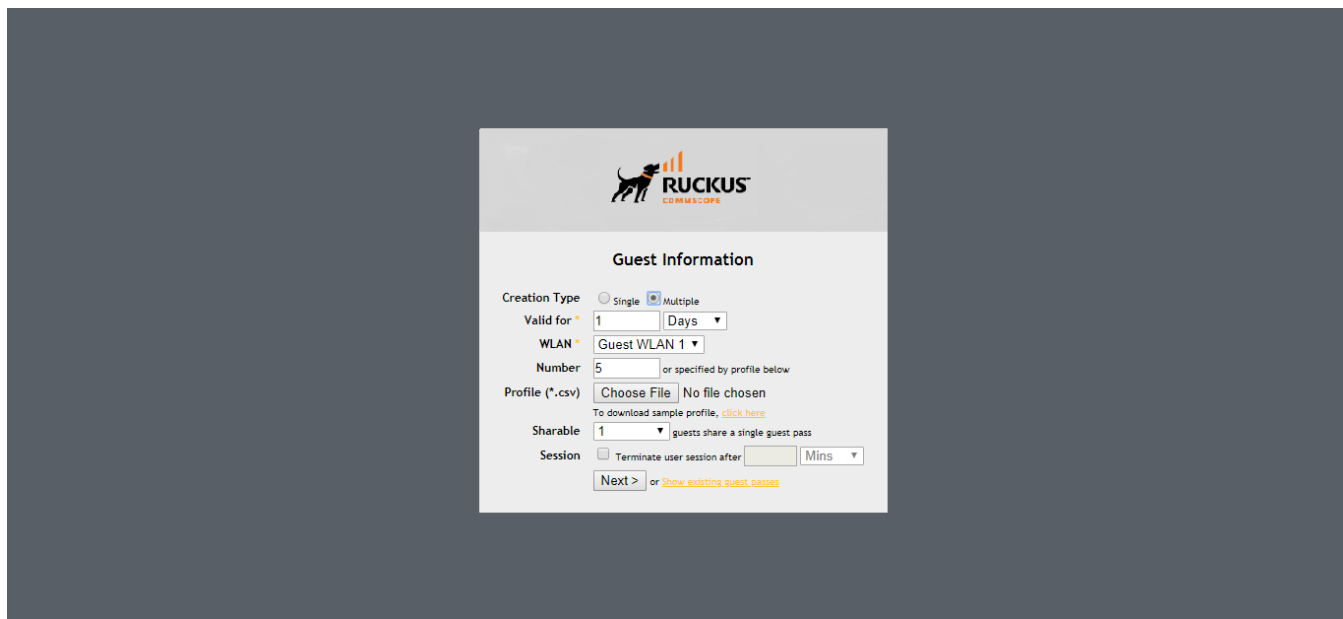 RUCKUS™
COMMSCOPE
Guest Information
Creation Type Single Multiple
Valid for * 1 Days
WLAN * Guest WLAN 1
Number 5 or specified by profile below
Profile (*.csv) Choose File No file chosen
To download sample profile, click here
Sharable 1 guests share a single guest pass
Session Terminate user session after Mins
Next > or Show existing guest passes